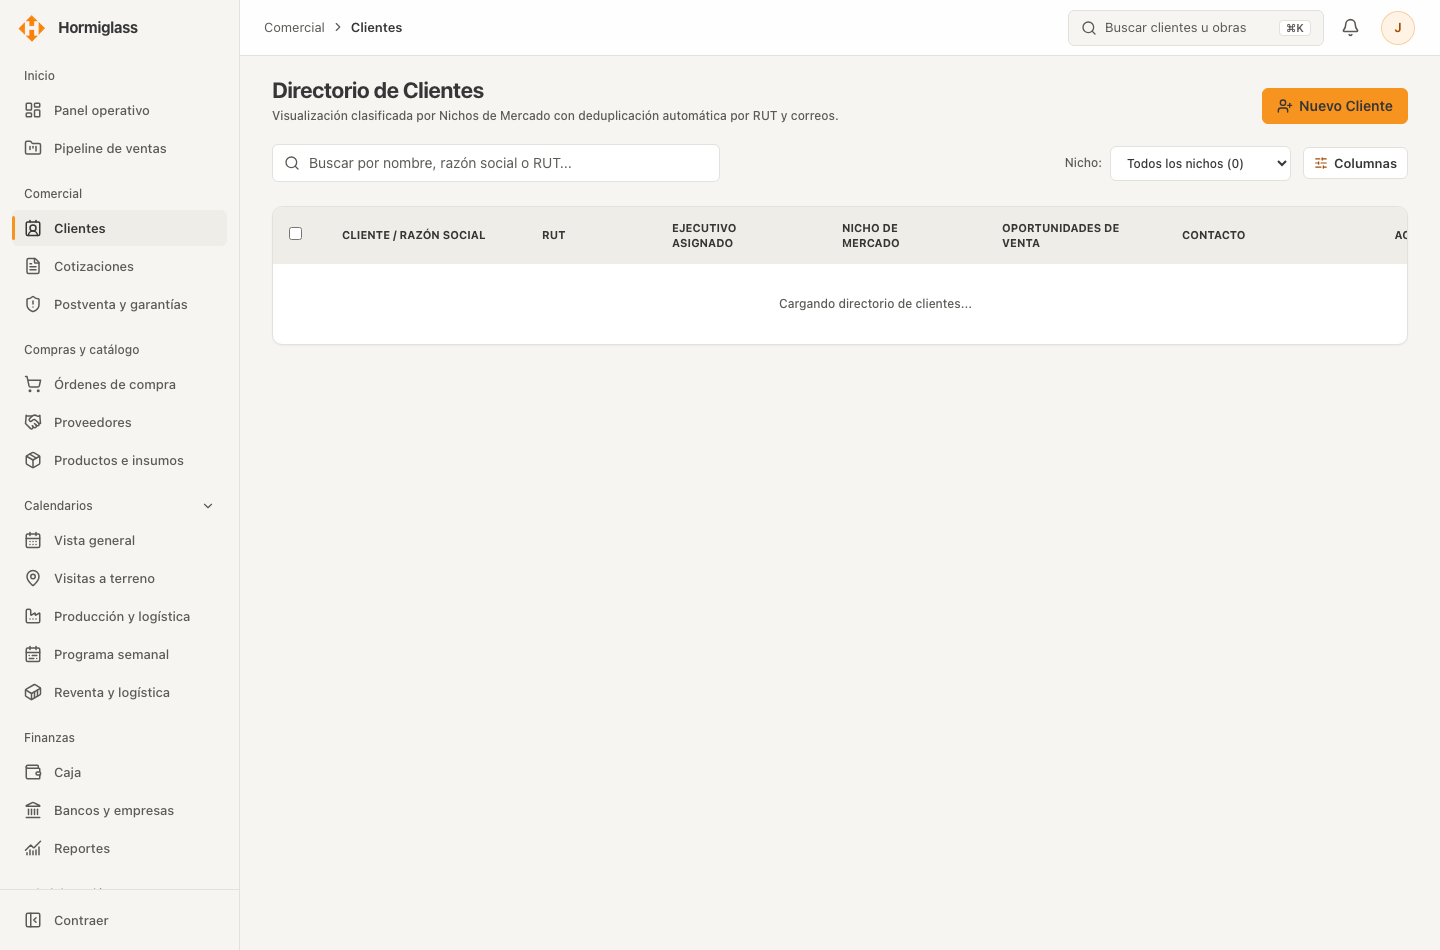 Hormiglass
Inicio
Panel operativo
Pipeline de ventas
Comercial
Clientes
Cotizaciones
Postventa y garantías
Compras y catálogo
Órdenes de compra
Proveedores
Productos e insumos
Calendarios
Vista general
Visitas a terreno
Producción y logística
Programa semanal
Reventa y logística
Finanzas
Caja
Bancos y empresas
Reportes
Contraer
Comercial > Clientes
Buscar clientes u obras ⌘K
J
Directorio de Clientes
Visualización clasificada por Nichos de Mercado con deduplicación automática por RUT y correos.
Nuevo Cliente
Buscar por nombre, razón social o RUT...
Nicho: Todos los nichos (0)
Columnas
CLIENTE / RAZÓN SOCIAL
RUT
EJECUTIVO
ASIGNADO
NICHO DE
MERCADO
OPORTUNIDADES DE
VENTA
CONTACTO
Cargando directorio de clientes...